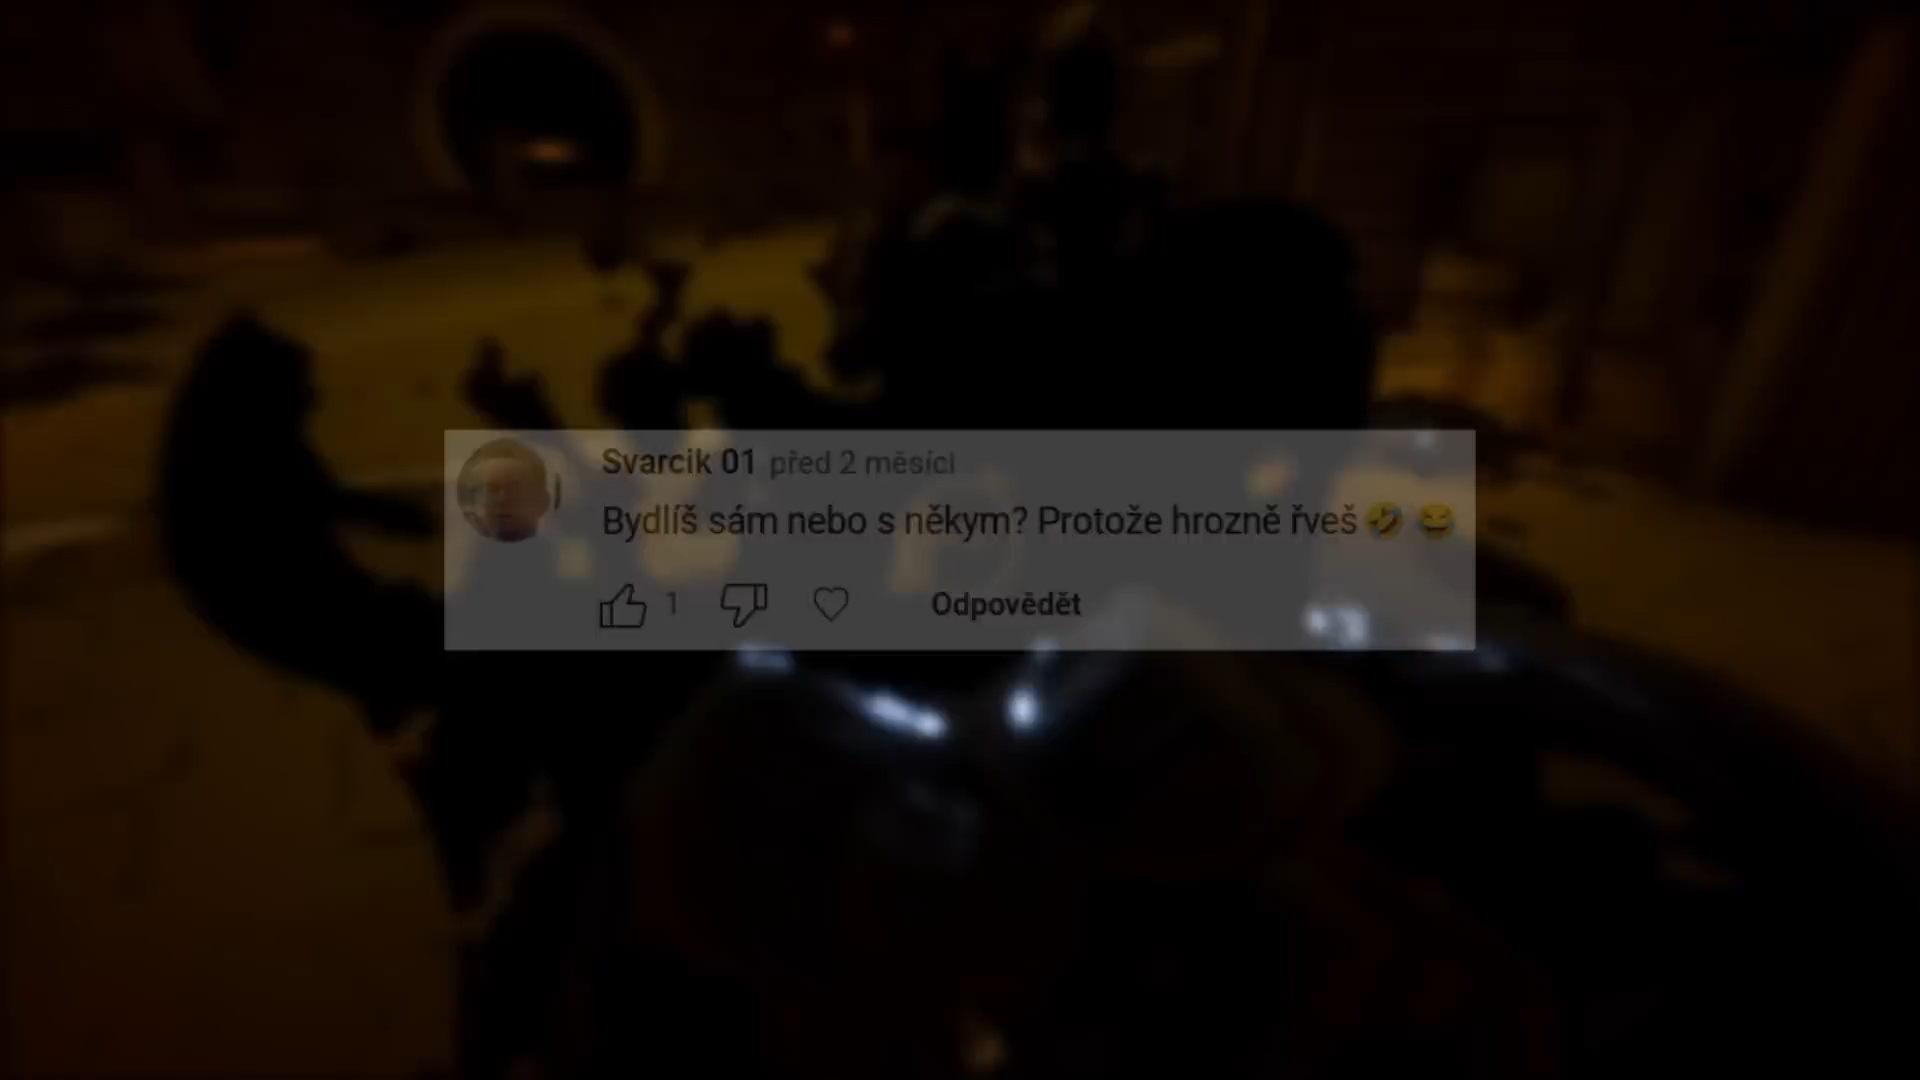 Svarcik 01 před 2 měsíci
Bydlíš sám nebo s někym? Protože hrozně řveš🤣 😄
1 Odpovědět